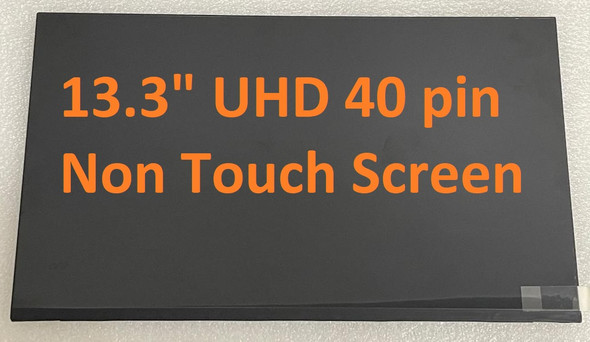 13.3" UHD 40 pin
Non Touch Screen